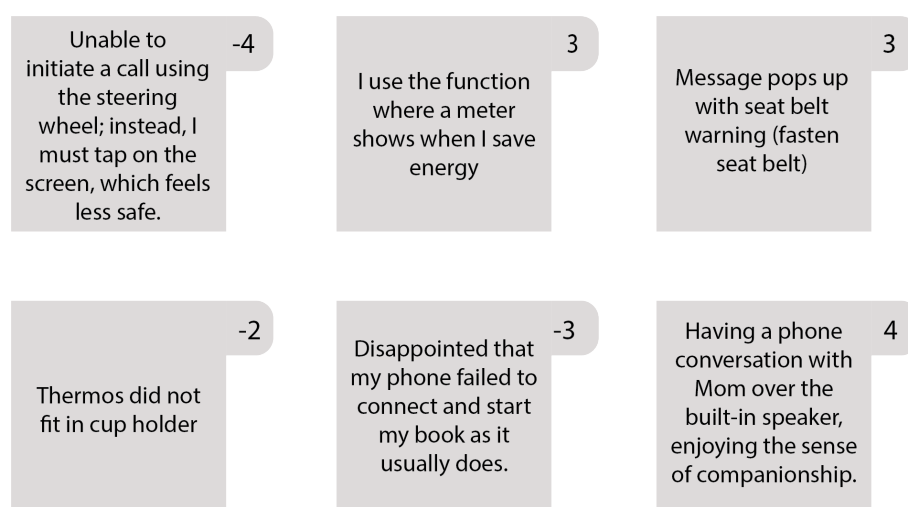 Unable to
initiate a call using
the steering
wheel; instead, I
must tap on the
screen, which feels
less safe.
-4
I use the function
where a meter
shows when I save
energy
3
Message pops up
with seat belt
warning (fasten
seat belt)
3
Thermos did not
fit in cup holder
-2
Disappointed that
my phone failed to
connect and start
my book as it
usually does.
-3
Having a phone
conversation with
Mom over the
built-in speaker,
enjoying the sense
of companionship.
4